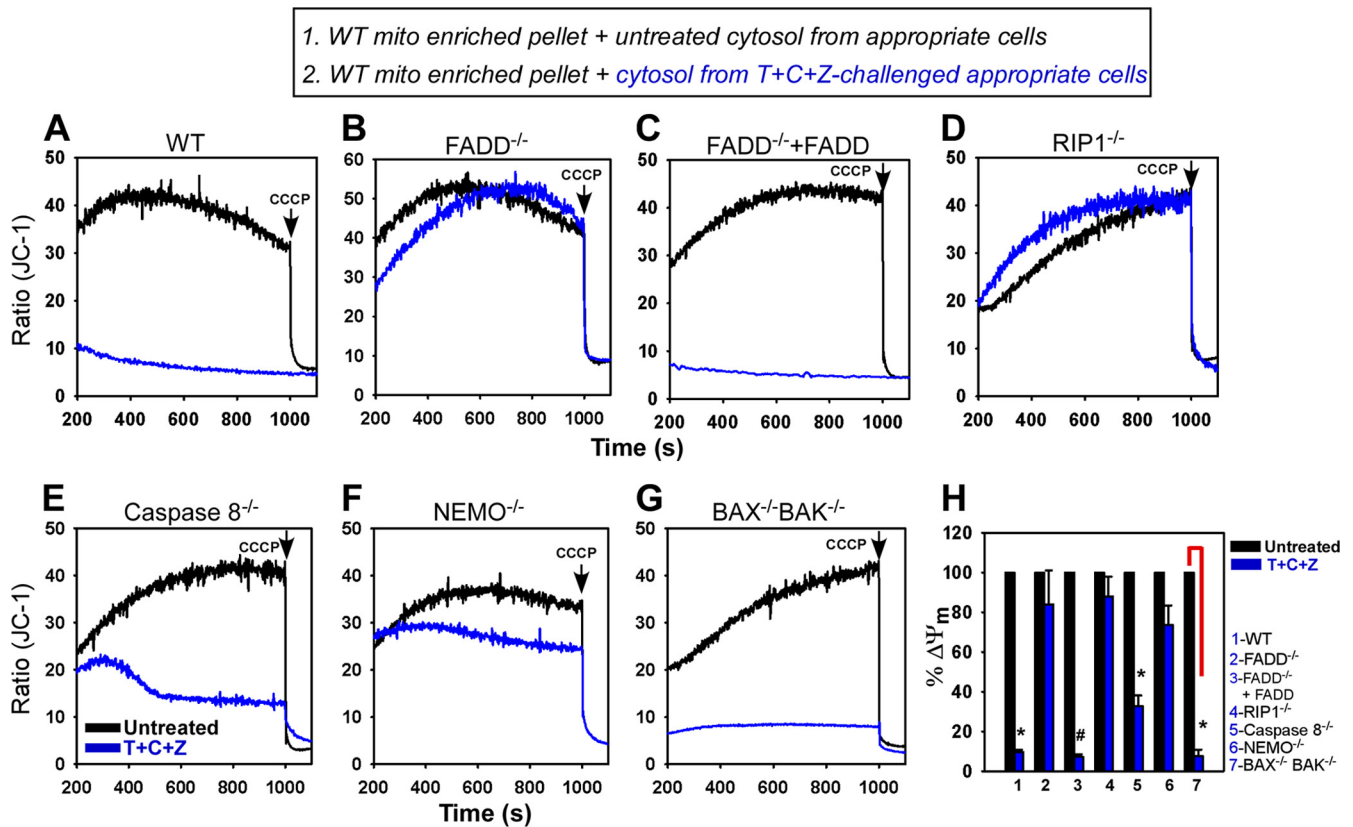 1. WT mito enriched pellet + untreated cytosol from appropriate cells
2. WT mito enriched pellet + cytosol from T+C+Z-challenged appropriate cells
A
WT
50
40
30
20
10
0
200 400 600 800 1000
CCCP
Ratio (JC-1)
B
FADD-/-
60
50
40
30
20
10
0
200 400 600 800 1000
CCCP
C
FADD-/-+FADD
50
40
30
20
10
0
200 400 600 800 1000
CCCP
D
RIP1-/-
50
40
30
20
10
0
200 400 600 800 1000
CCCP
Time (s)
E
Caspase 8-/-
50
40
30
20
10
0
200 400 600 800 1000
CCCP
Ratio (JC-1)
Untreated
T+C+Z
F
NEMO-/-
50
40
30
20
10
0
200 400 600 800 1000
CCCP
G
BAX-/-BAK-/-
50
40
30
20
10
0
200 400 600 800 1000
CCCP
Time (s)
H
120
100
80
60
40
20
0
% ΔΨm
* # * *
1 2 3 4 5 6 7
Untreated
T+C+Z
1-WT
2-FADD-/-
3-FADD-/-
+ FADD
4-RIP1-/-
5-Caspase 8-/-
6-NEMO-/-
7-BAX-/- BAK-/-